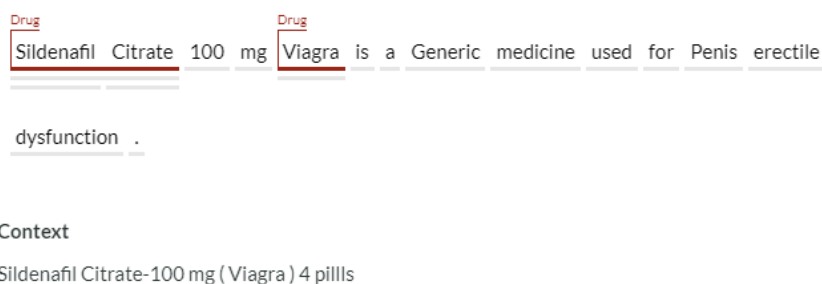 Drug Drug
Sildenafil Citrate 100 mg Viagra is a Generic medicine used for Penis erectile
dysfunction .
Context
Sildenafil Citrate-100 mg ( Viagra ) 4 pillls